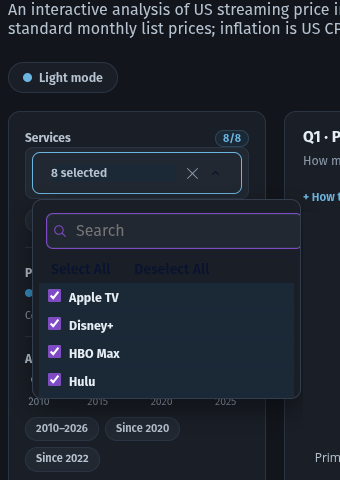 An interactive analysis of US streaming price
standard monthly list prices; inflation is US
Light mode
Services
8/8
8 selected
Search
Select All
Deselect All
Apple TV
Disney+
HBO Max
Hulu
2010
2015
2020
2025
2010–2026
Since 2020
Since 2022
Q1 ·
How
+ How